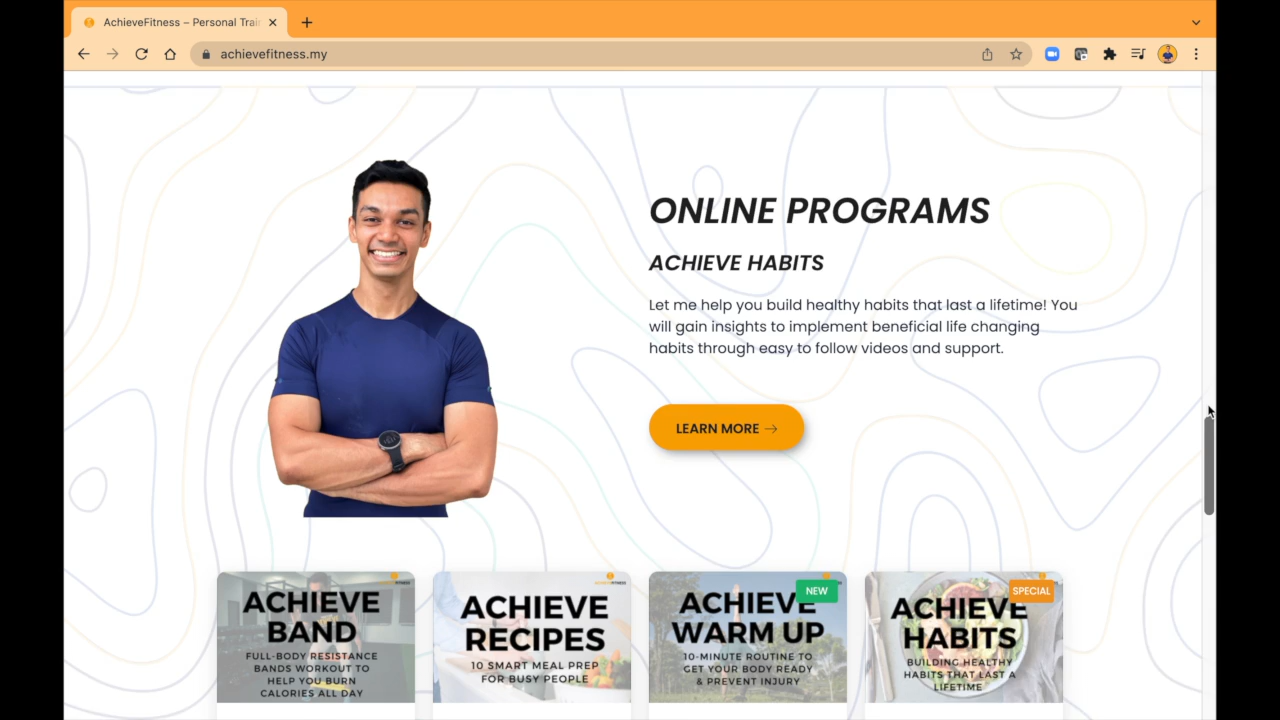 AchieveFitness – Personal Trai
achievefitness.my
ONLINE PROGRAMS
ACHIEVE HABITS
Let me help you build healthy habits that last a lifetime! You
will gain insights to implement beneficial life changing
habits through easy to follow videos and support.
LEARN MORE →
ACHIEVE
BAND
FULL-BODY RESISTANCE
BANDS WORKOUT TO
HELP YOU BURN
CALORIES ALL DAY
ACHIEVE
RECIPES
10 SMART MEAL PREP
FOR BUSY PEOPLE
NEW
ACHIEVE
WARM UP
10-MINUTE ROUTINE TO
GET YOUR BODY READY
& PREVENT INJURY
SPECIAL
ACHIEVE
HABITS
BUILDING HEALTHY
HABITS THAT LAST A
LIFETIME